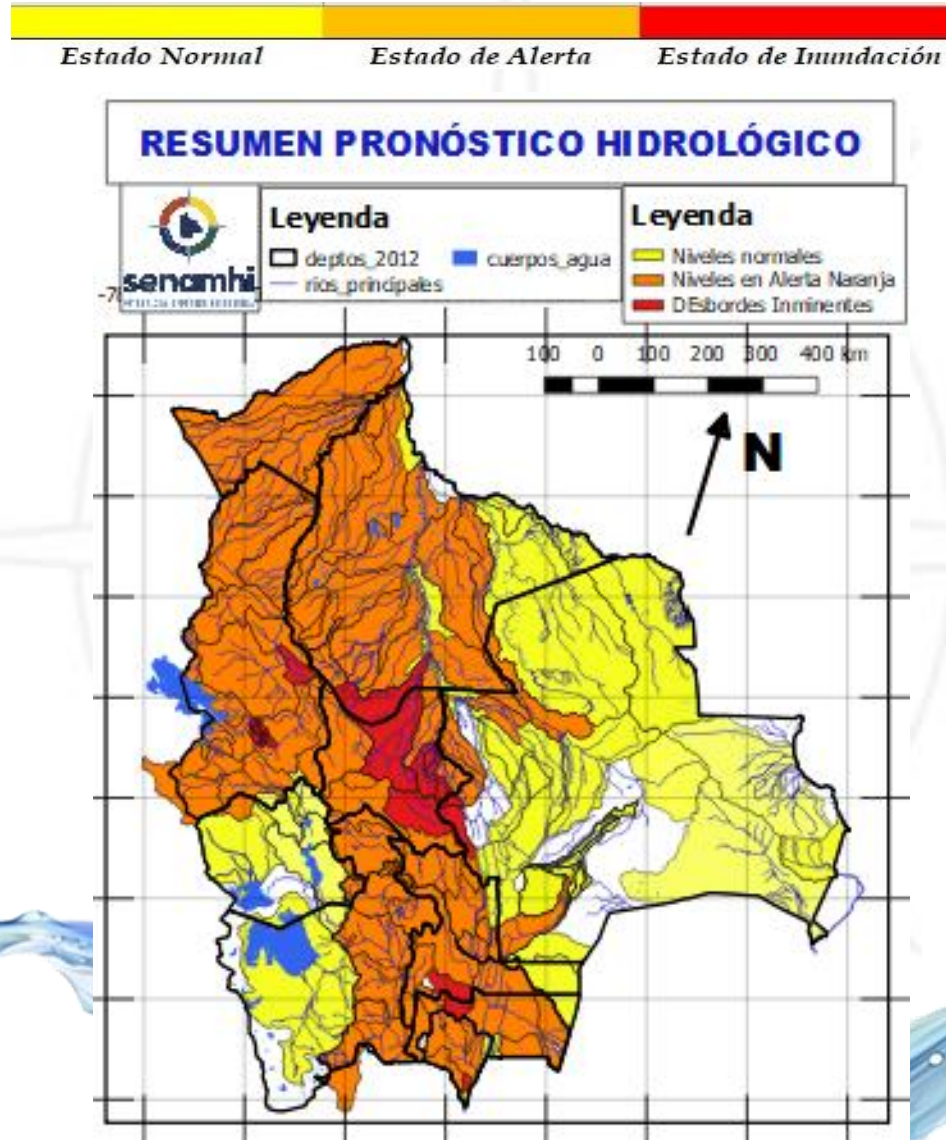 Estado Normal Estado de Alerta Estado de Inundación
RESUMEN PRONÓSTICO HIDROLÓGICO
senamhi
Leyenda
deptos_2012 cuerpos_agua
rios_principales
Leyenda
Niveles normales
Niveles en Alerta Naranja
DEsbordes Inminentes
100 0 100 200 300 400 km
N